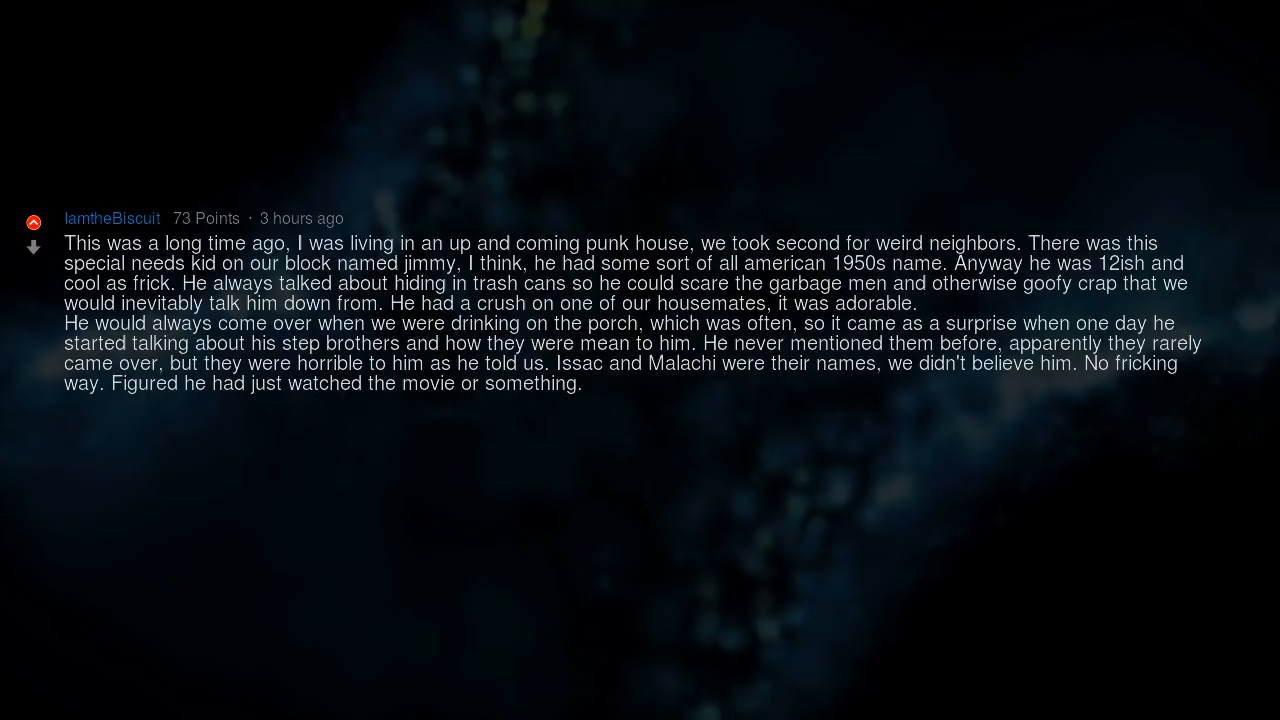 IamtheBiscuit 73 Points · 3 hours ago
This was a long time ago, I was living in an up and coming punk house, we took second for weird neighbors. There was this
special needs kid on our block named jimmy, I think, he had some sort of all american 1950s name. Anyway he was 12ish and
cool as frick. He always talked about hiding in trash cans so he could scare the garbage men and otherwise goofy crap that we
would inevitably talk him down from. He had a crush on one of our housemates, it was adorable.
He would always come over when we were drinking on the porch, which was often, so it came as a surprise when one day he
started talking about his step brothers and how they were mean to him. He never mentioned them before, apparently they rarely
came over, but they were horrible to him as he told us. Issac and Malachi were their names, we didn't believe him. No fricking
way. Figured he had just watched the movie or something.